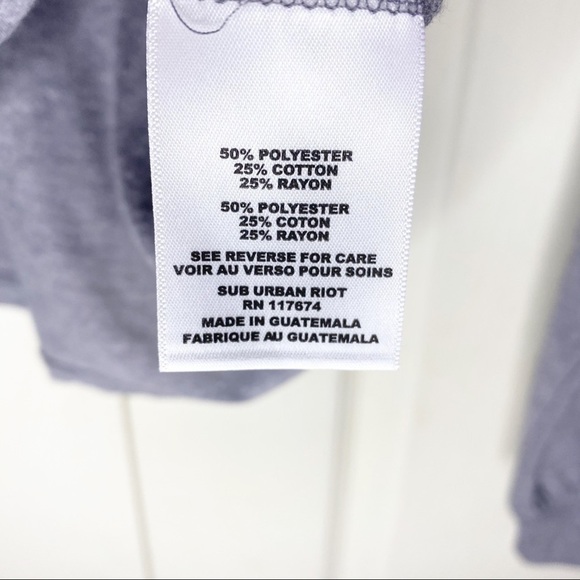 50% POLYESTER
25% COTTON
25% RAYON
50% POLYESTER
25% COTON
25% RAYON
SEE REVERSE FOR CARE
VOIR AU VERSO POUR SOINS
SUB URBAN RIOT
RN 117674
MADE IN GUATEMALA
FABRIQUE AU GUATEMALA